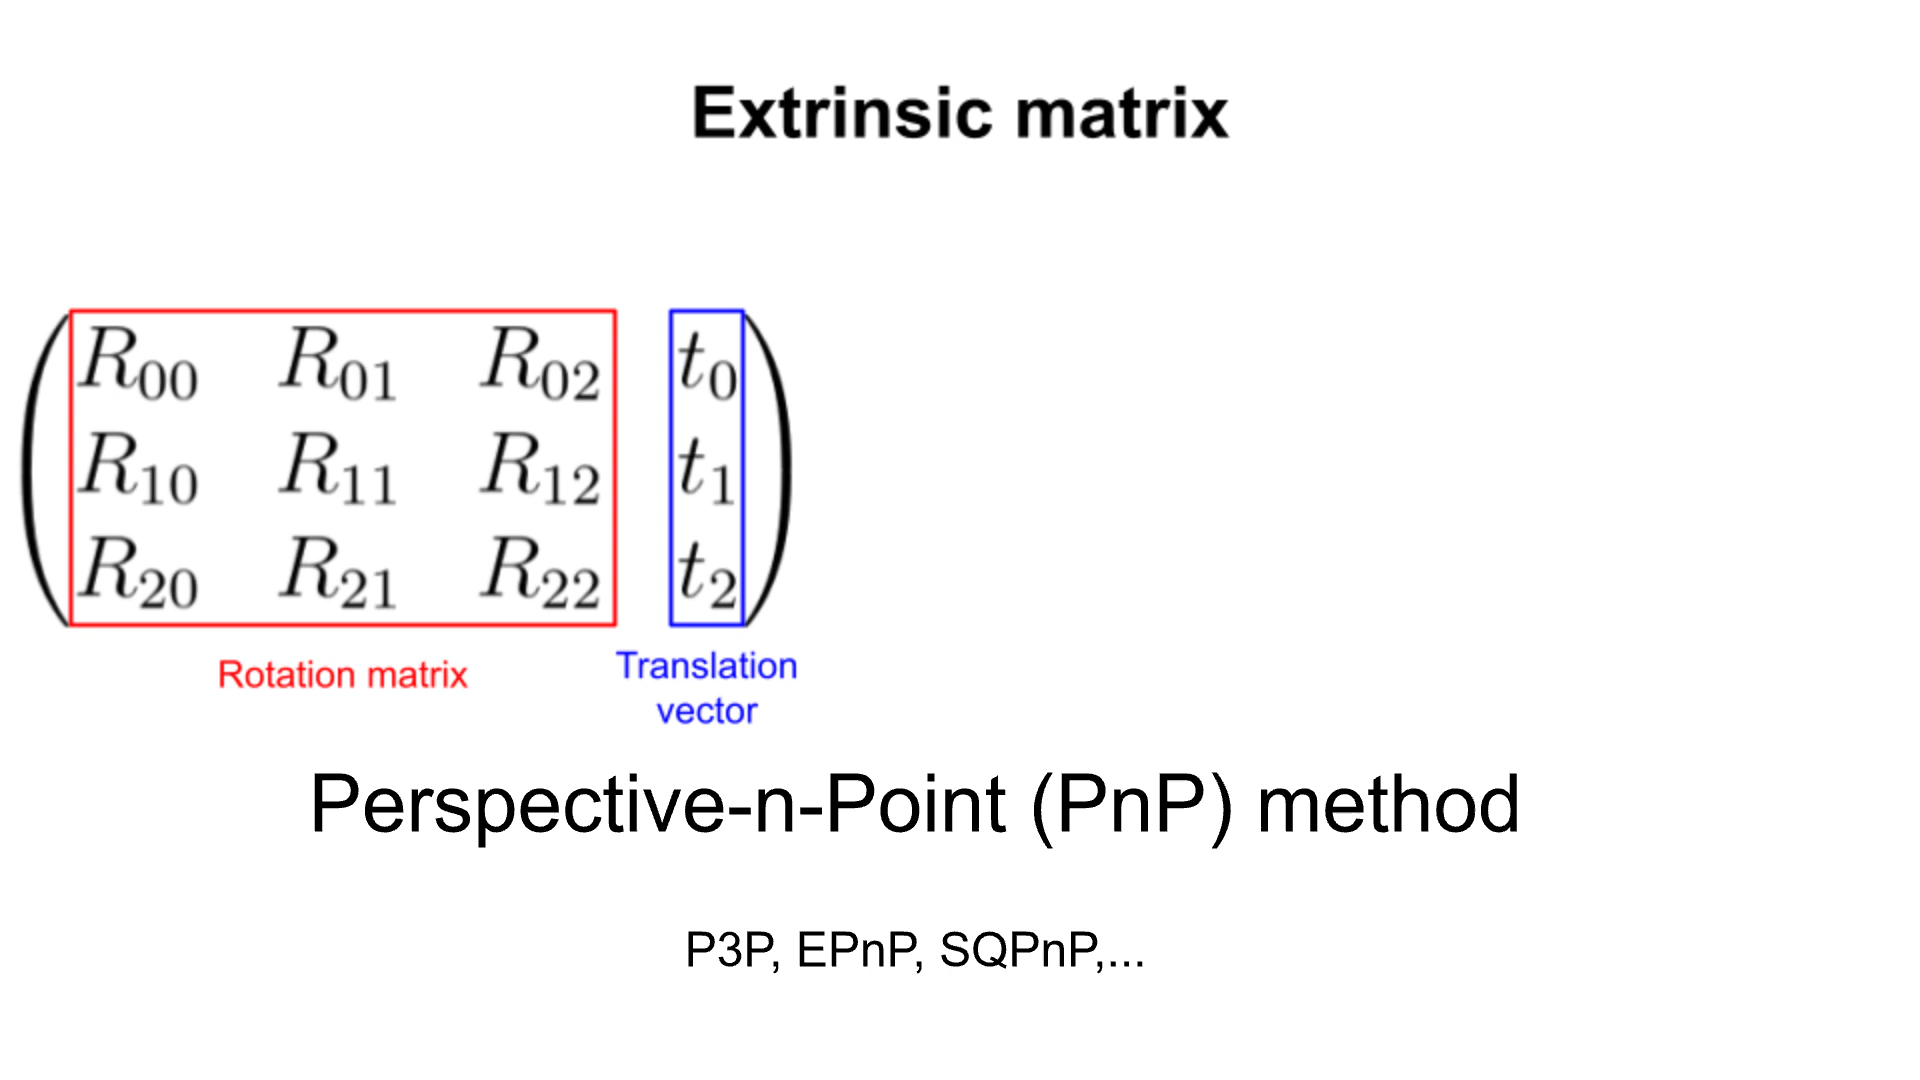 Extrinsic matrix
R00 R01 R02 t0
R10 R11 R12 t1
R20 R21 R22 t2
Rotation matrix
Translation
vector
Perspective-n-Point (PnP) method
P3P, EPnP, SQPnP,...